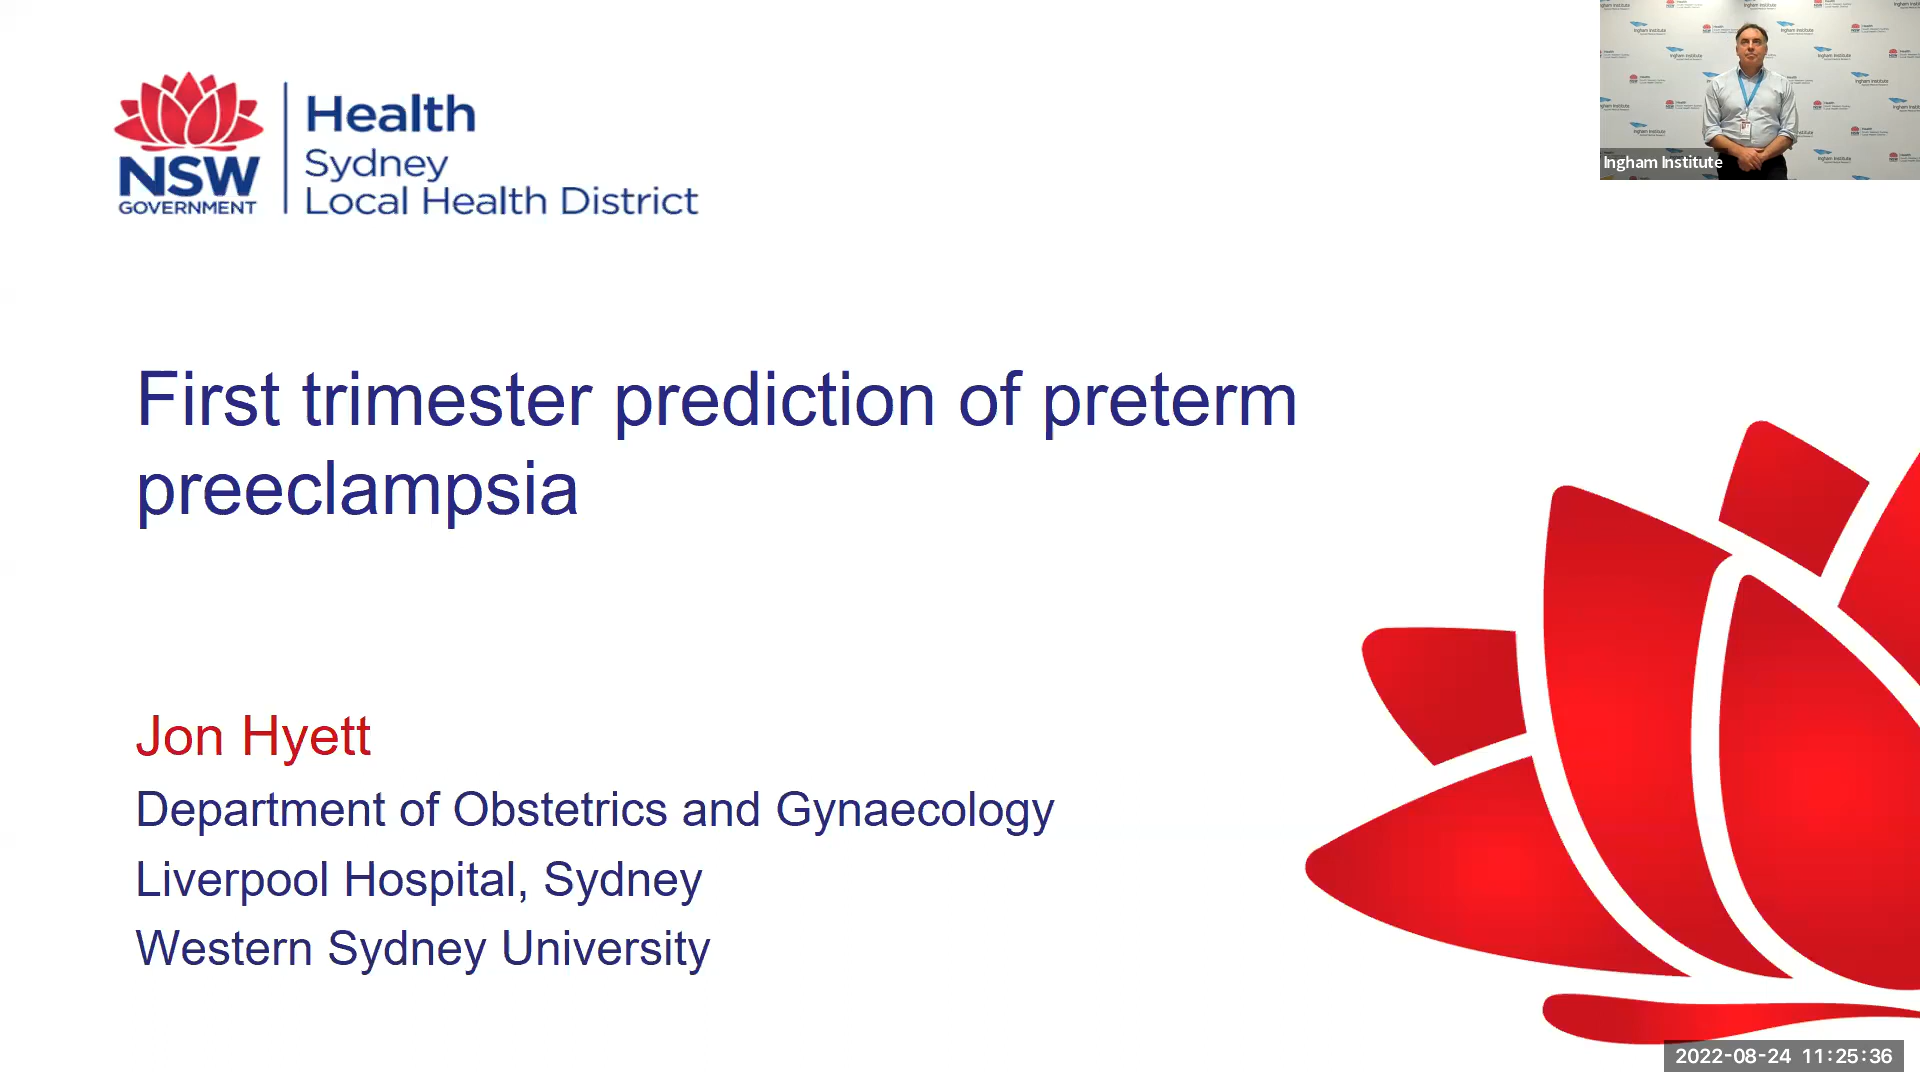 Health
Sydney
Local Health District
NSW
GOVERNMENT
Ingham Institute
First trimester prediction of preterm
preeclampsia
Jon Hyett
Department of Obstetrics and Gynaecology
Liverpool Hospital, Sydney
Western Sydney University
2022-08-24 11:25:36